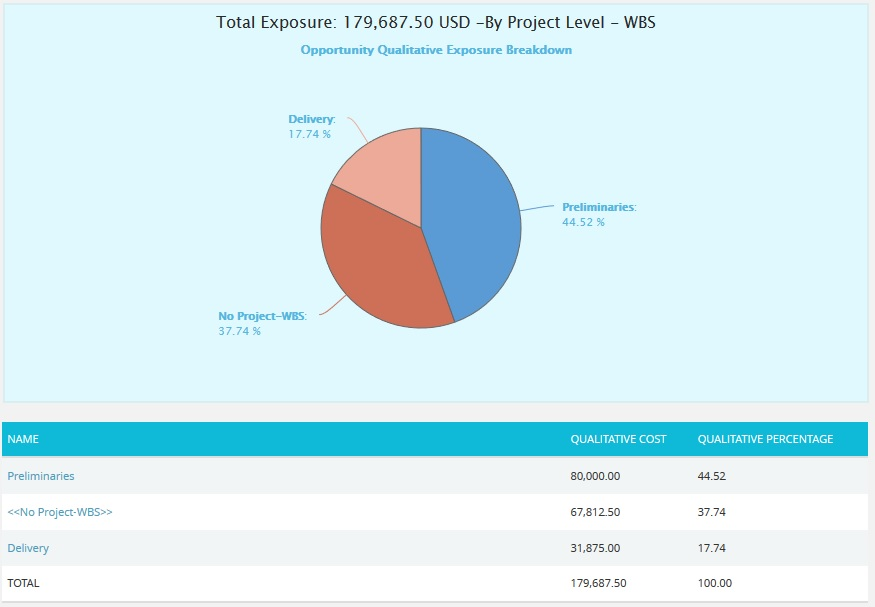 Total Exposure: 179,687.50 USD -By Project Level - WBS
Opportunity Qualitative Exposure Breakdown
Delivery:
17.74 %
Preliminaries:
44.52 %
No Project-WBS:
37.74 %
NAME QUALITATIVE COST QUALITATIVE PERCENTAGE
Preliminaries 80,000.00 44.52
<<No Project-WBS>> 67,812.50 37.74
Delivery 31,875.00 17.74
TOTAL 179,687.50 100.00